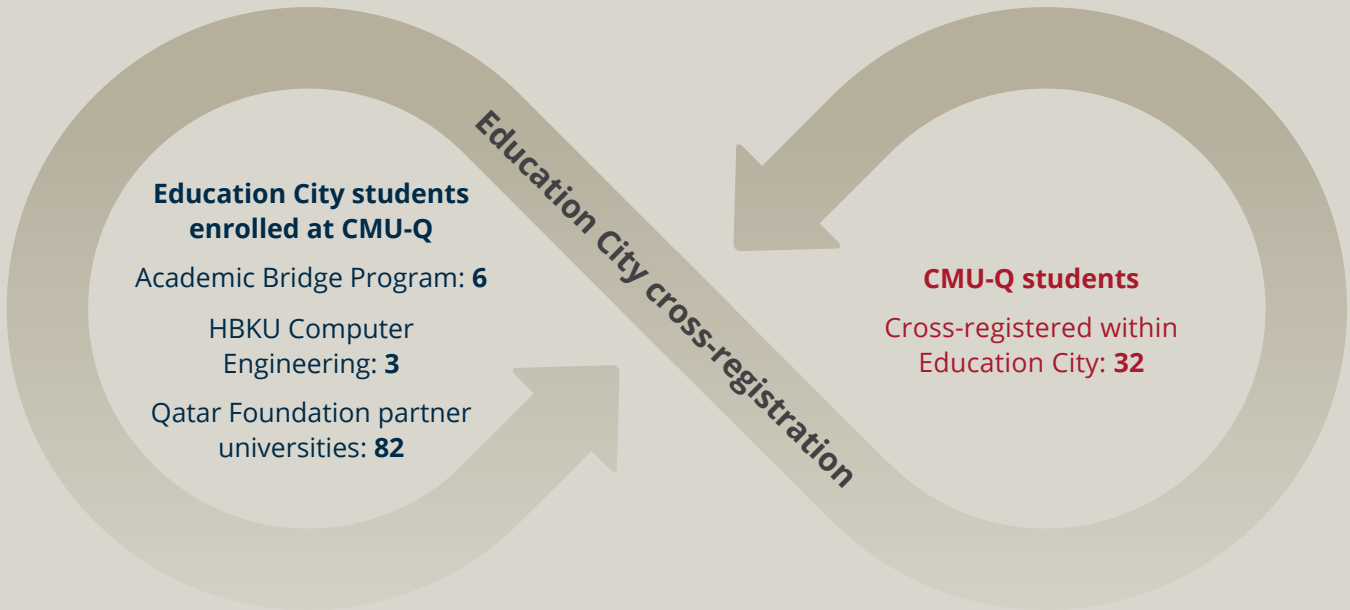 Education City students
enrolled at CMU-Q
Academic Bridge Program: 6
HBKU Computer
Engineering: 3
Qatar Foundation partner
universities: 82
Education City cross-registration
CMU-Q students
Cross-registered within
Education City: 32